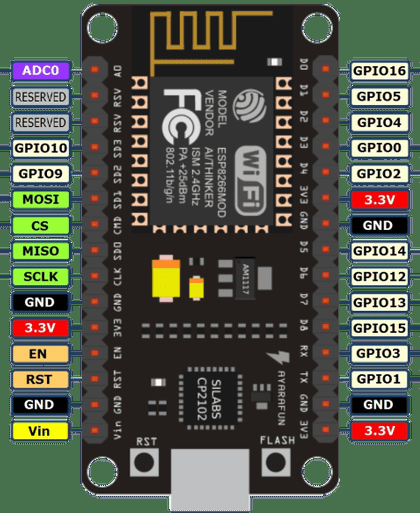 ADC0 A0 D0 GPIO16
RESERVED RSV D1 GPIO5
RESERVED RSV D2 GPIO4
GPIO10 SD3 D3 GPIO0
GPIO9 SD2 D4 GPIO2
MOSI SD1 3V3 3.3V
CS CMD GND GND
MISO SD0 D5 GPIO14
SCLK CLK D6 GPIO12
GND GND D7 GPIO13
3.3V 3V3 D8 GPIO15
EN EN RX GPIO3
RST RST TX GPIO1
GND GND GND GND
Vin Vin 3V3 3.3V
MODEL ESP8266MOD
VENDOR AI/THINKER
ISM 2.4GHz
PA +25dBm
802.11b/g/n
FC
WiFi
AM1117
SILABS
CP2102
AYARAFUN
RST
FLASH